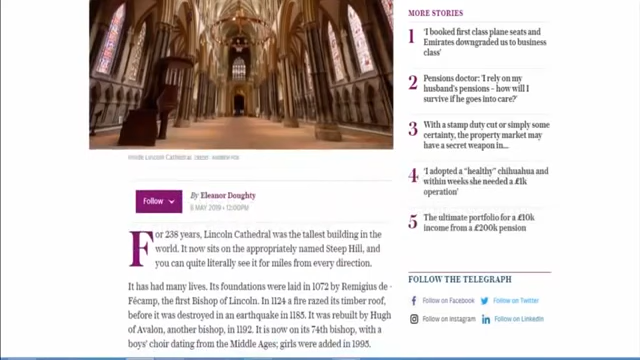 MORE STORIES
1
'I booked first class plane seats and
Emirates downgraded us to business
class'
2
Pensions doctor: 'I rely on my
husband's pensions – how will I
survive if he goes into care?'
3
With a stamp duty cut or simply some
certainty, the property market may
have a secret weapon in...
4
'I adopted a "healthy" chihuahua and
within weeks she needed a £1k
operation'
5
The ultimate portfolio for a £10k
income from a £200k pension
FOLLOW THE TELEGRAPH
Follow on Facebook
Follow on Twitter
Follow on Instagram
Follow on LinkedIn
Inside Lincoln Cathedral
Follow
By Eleanor Doughty
8 MAY 2019 • 12:00PM
For 238 years, Lincoln Cathedral was the tallest building in the
world. It now sits on the appropriately named Steep Hill, and
you can quite literally see it for miles from every direction.
It has had many lives. Its foundations were laid in 1072 by Remigius de
Fécamp, the first Bishop of Lincoln. In 1124 a fire razed its timber roof,
before it was destroyed in an earthquake in 1185. It was rebuilt by Hugh
of Avalon, another bishop, in 1192. It is now on its 74th bishop, with a
boys' choir dating from the Middle Ages; girls were added in 1995.